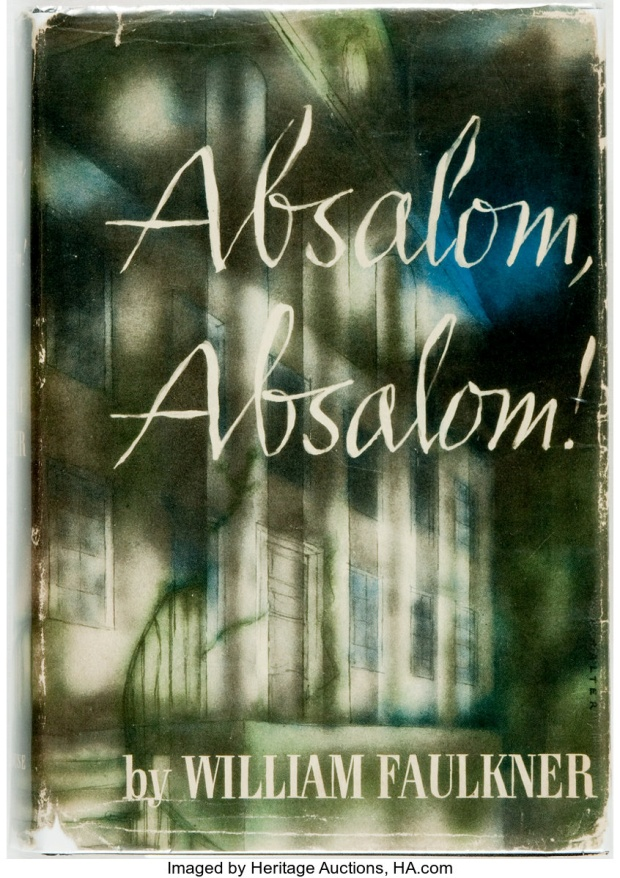 Absalom,
Absalom!
by WILLIAM FAULKNER
Imaged by Heritage Auctions, HA.com